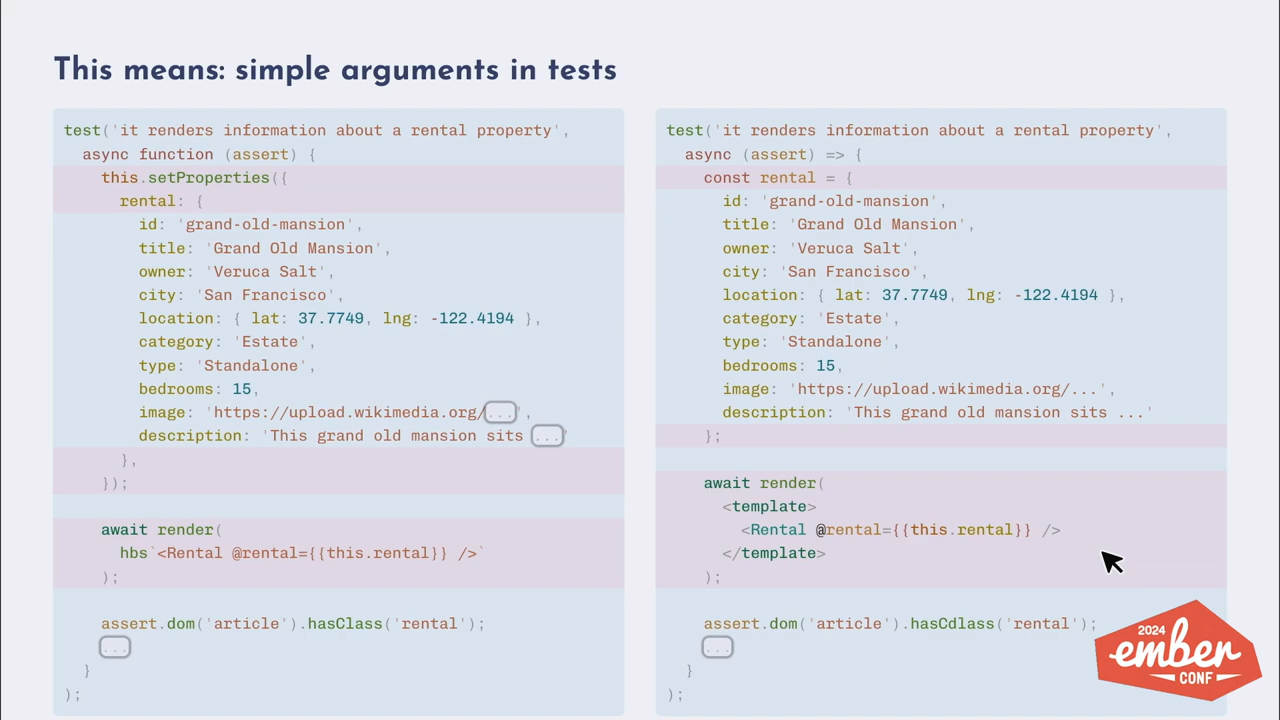 This means: simple arguments in tests
test('it renders information about a rental property',
async function (assert) {
this.setProperties({
rental: {
id: 'grand-old-mansion',
title: 'Grand Old Mansion',
owner: 'Veruca Salt',
city: 'San Francisco',
location: { lat: 37.7749, lng: -122.4194 },
category: 'Estate',
type: 'Standalone',
bedrooms: 15,
image: 'https://upload.wikimedia.org/...',
description: 'This grand old mansion sits ...'
},
});
await render(
hbs`<Rental @rental={{this.rental}} />`
);
assert.dom('article').hasClass('rental');
...
}
);
test('it renders information about a rental property',
async (assert) => {
const rental = {
id: 'grand-old-mansion',
title: 'Grand Old Mansion',
owner: 'Veruca Salt',
city: 'San Francisco',
location: { lat: 37.7749, lng: -122.4194 },
category: 'Estate',
type: 'Standalone',
bedrooms: 15,
image: 'https://upload.wikimedia.org/...',
description: 'This grand old mansion sits ...'
};
await render(
<template>
<Rental @rental={{this.rental}} />
</template>
);
assert.dom('article').hasCdlass('rental');
...
}
);
2024
ember
CONF